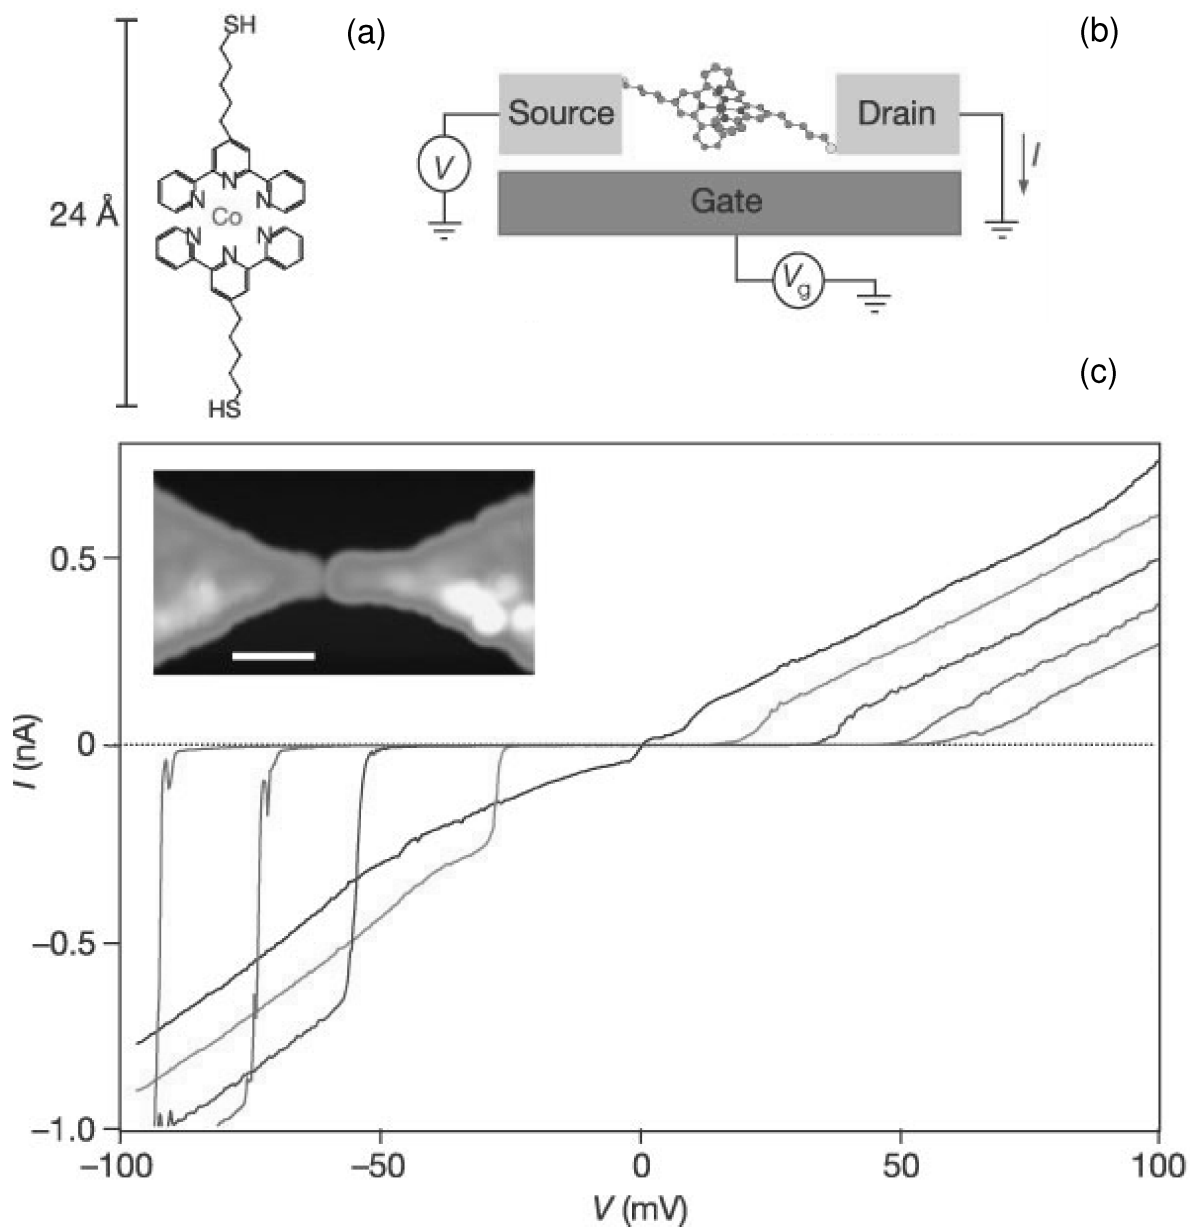 (a)
SH
N
N N
24 Å
Co
N N
N
HS
(b)
Source
Drain
V
I
Gate
Vg
(c)
0.5
0
−0.5
−1.0
I (nA)
−100 −50 0 50 100
V (mV)